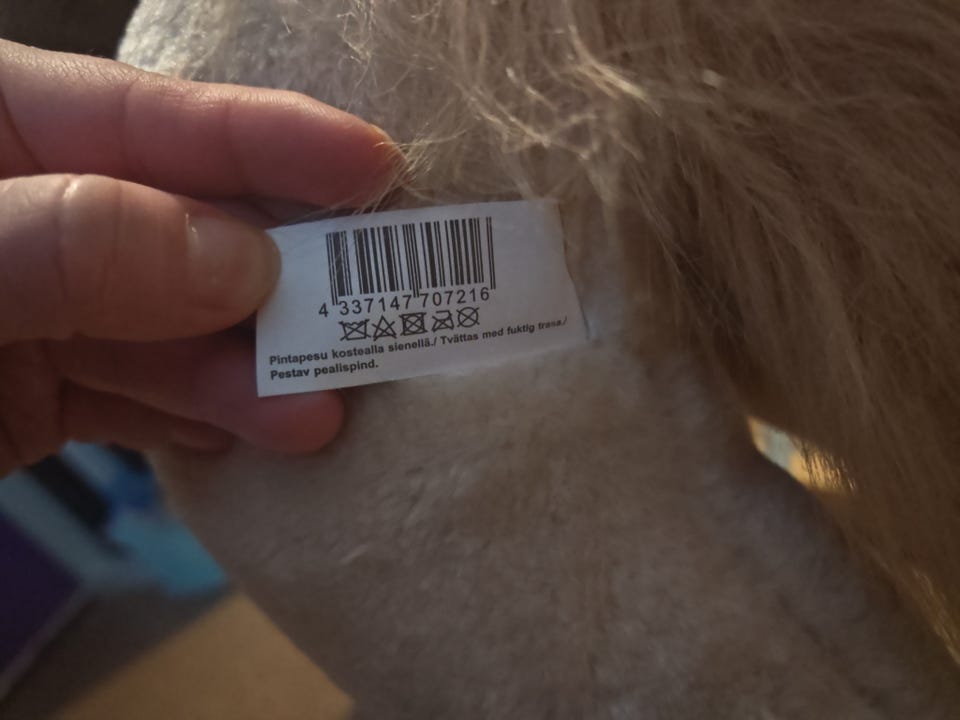 4 337147 707216
Pintapesu kostealla sienellä./ Tvättas med fuktig trasa./
Pestav pealispind.